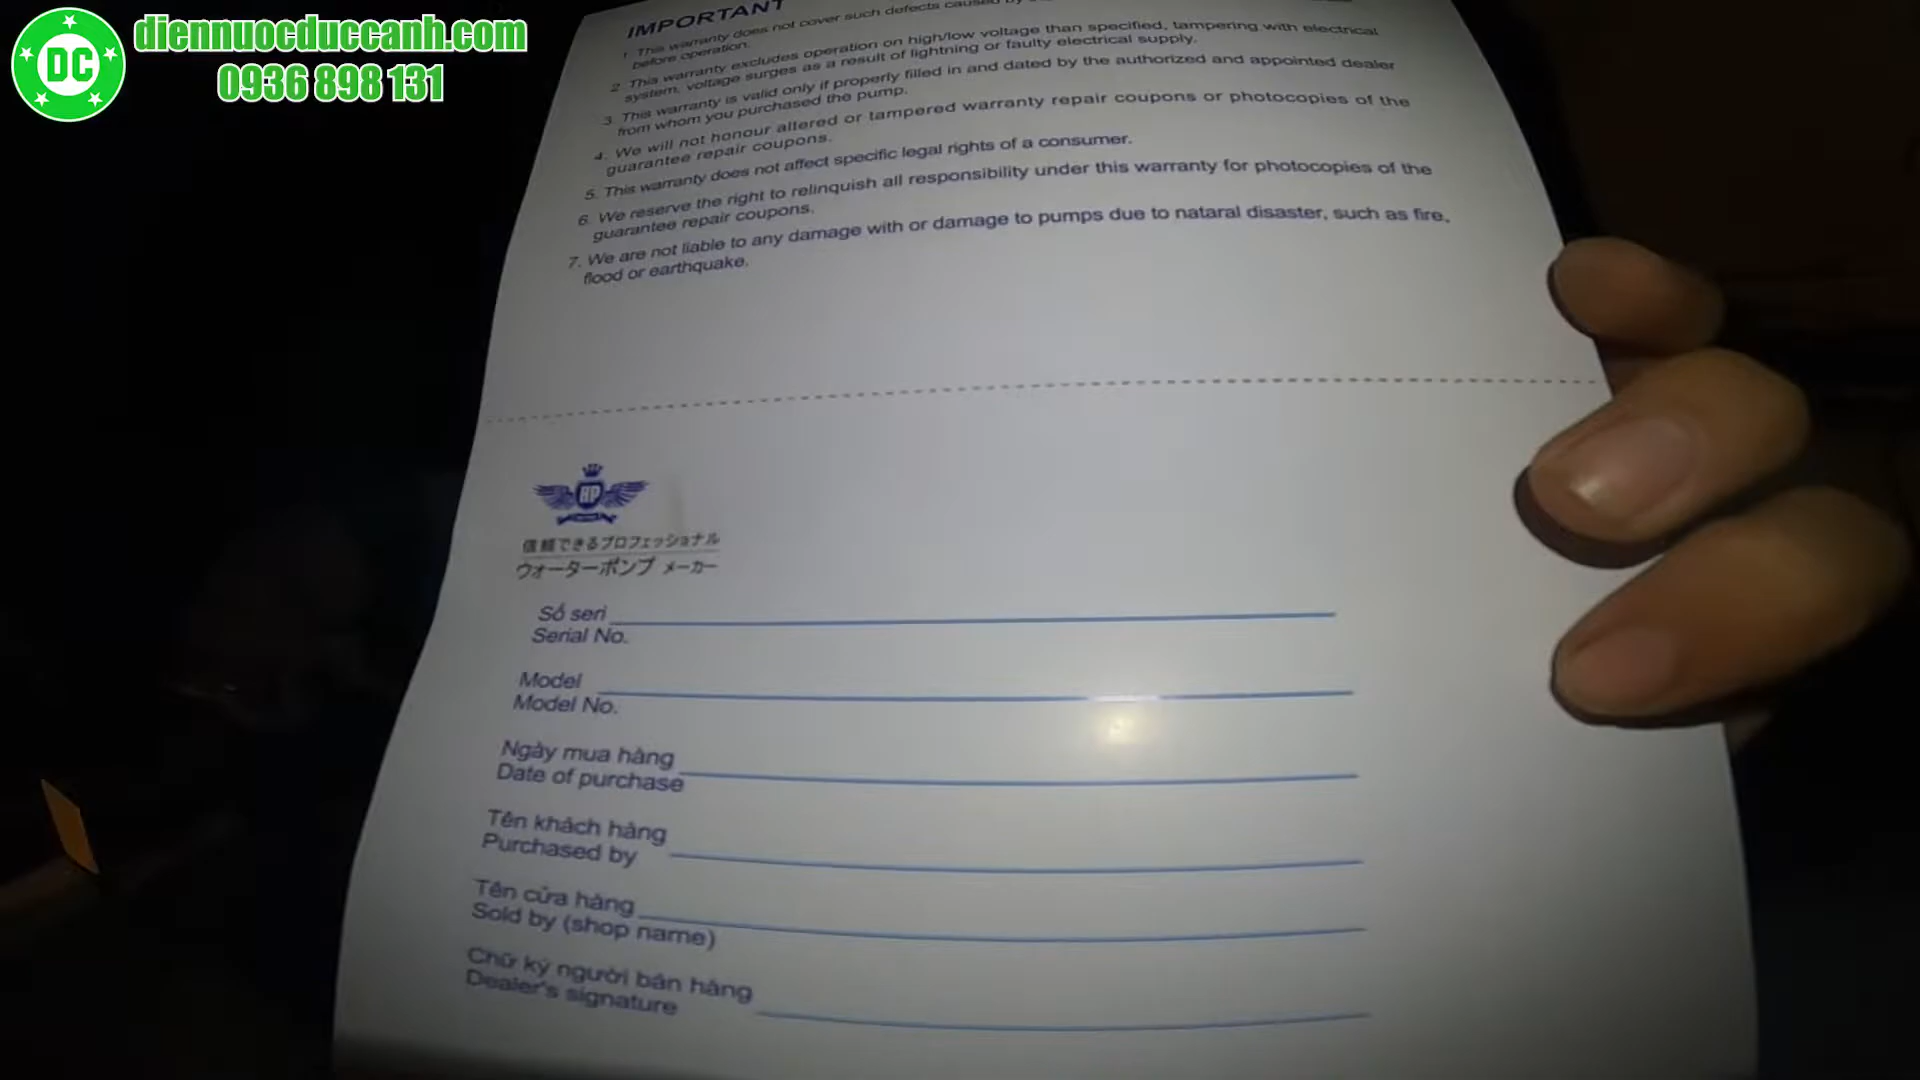 DC
diennuocduccanh.com
0936 898 131
IMPORTANT
1. This warranty does not cover such defects caused by
before operation.
2. This warranty excludes operation on high/low voltage than specified, tampering with electrical
system, voltage surges as a result of lightning or faulty electrical supply.
3. This warranty is valid only if properly filled in and dated by the authorized and appointed dealer
from whom you purchased the pump.
4. We will not honour altered or tampered warranty repair coupons or photocopies of the
guarantee repair coupons.
5. This warranty does not affect specific legal rights of a consumer.
6. We reserve the right to relinquish all responsibility under this warranty for photocopies of the
guarantee repair coupons.
7. We are not liable to any damage with or damage to pumps due to nataral disaster, such as fire,
flood or earthquake.
信頼できるプロフェッショナル
ウォーターポンプ メーカー
Số seri
Serial No.
Model
Model No.
Ngày mua hàng
Date of purchase
Tên khách hàng
Purchased by
Tên cửa hàng
Sold by (shop name)
Chữ ký người bán hàng
Dealer's signature